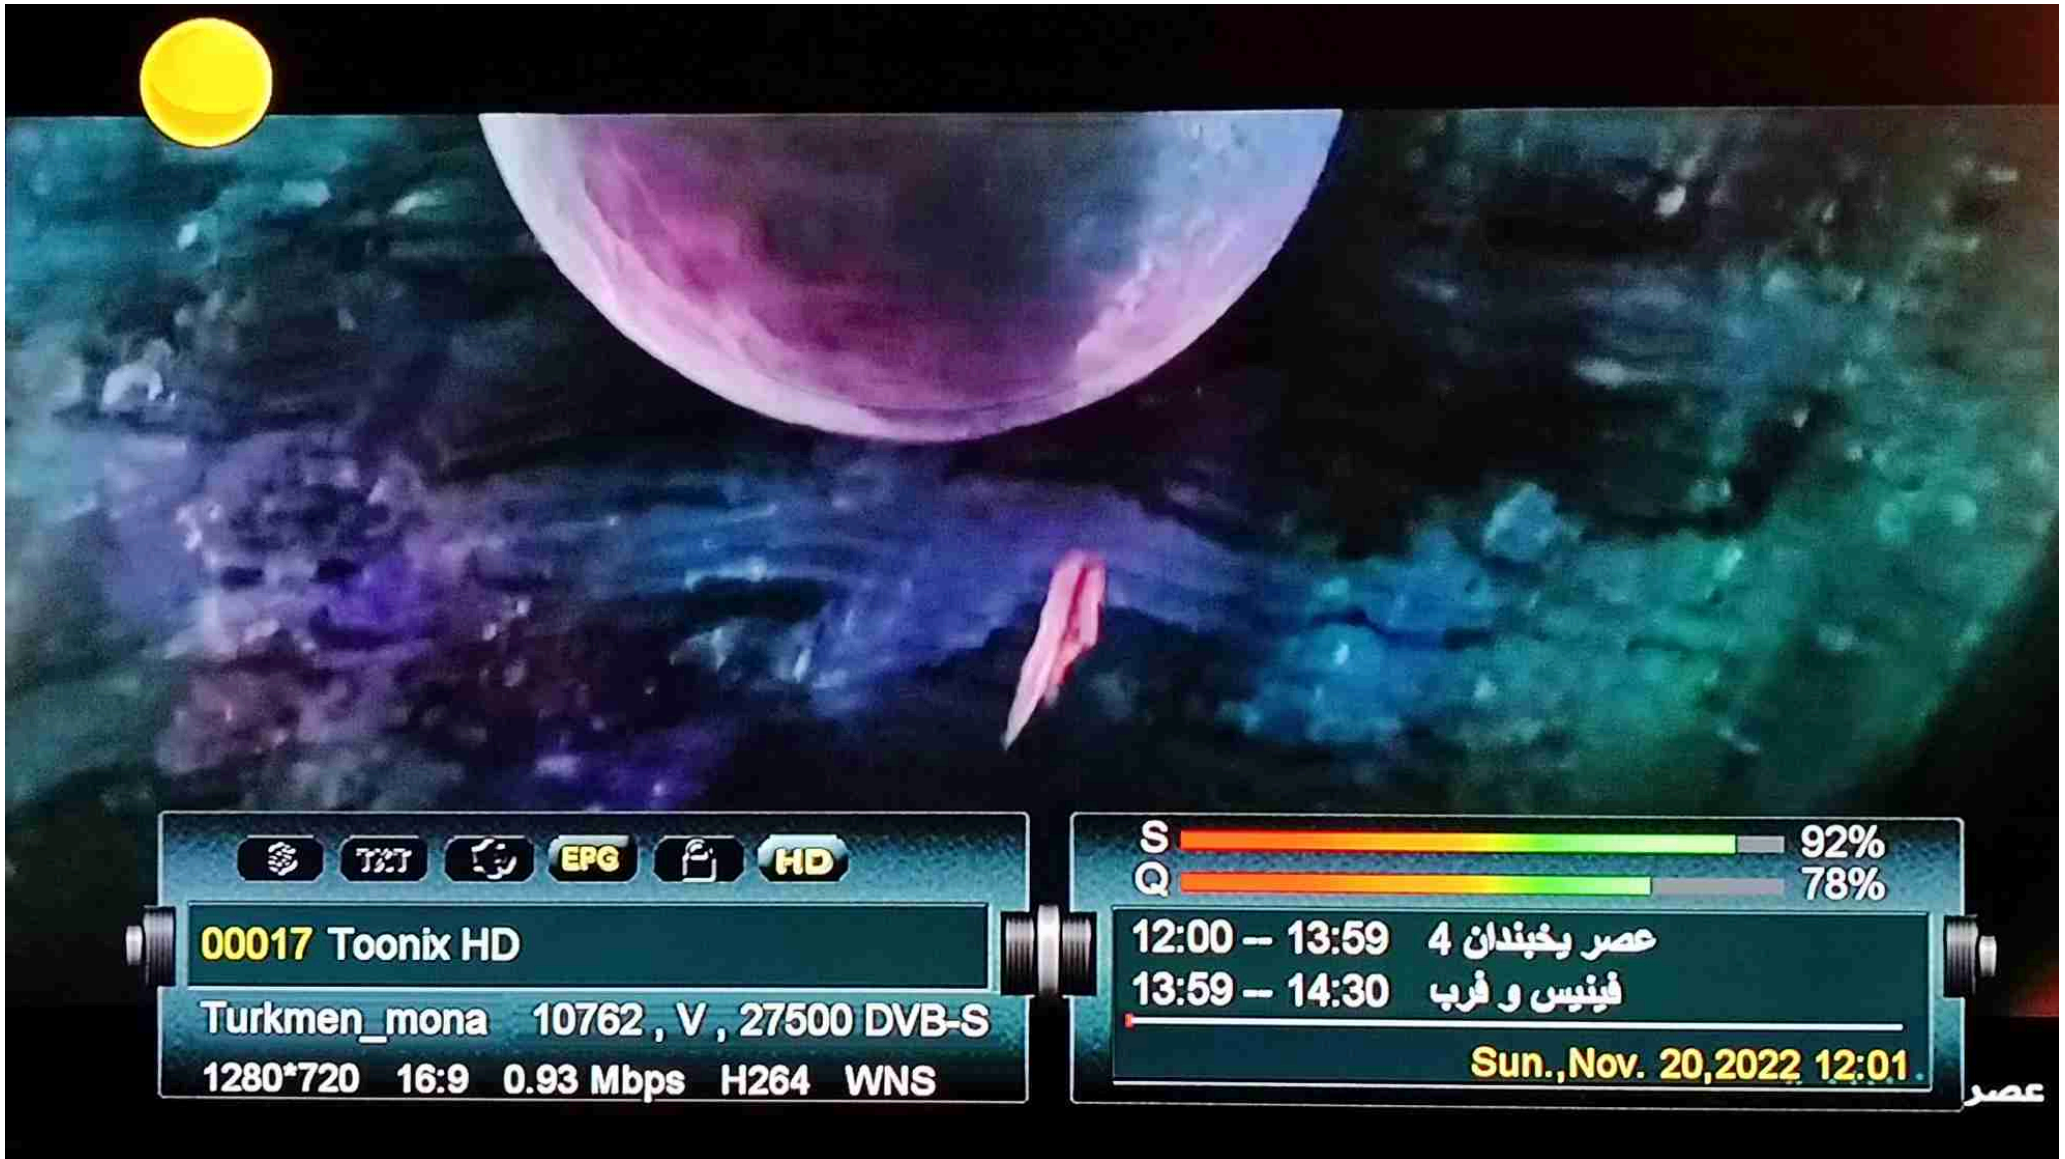 TXT EPG HD
00017 Toonix HD
Turkmen_mona 10762 , V , 27500 DVB-S
1280*720 16:9 0.93 Mbps H264 WNS
S 92%
Q 78%
12:00 -- 13:59 عصر یخبندان 4
13:59 -- 14:30 فینیس و فرب
Sun.,Nov. 20,2022 12:01
عصر